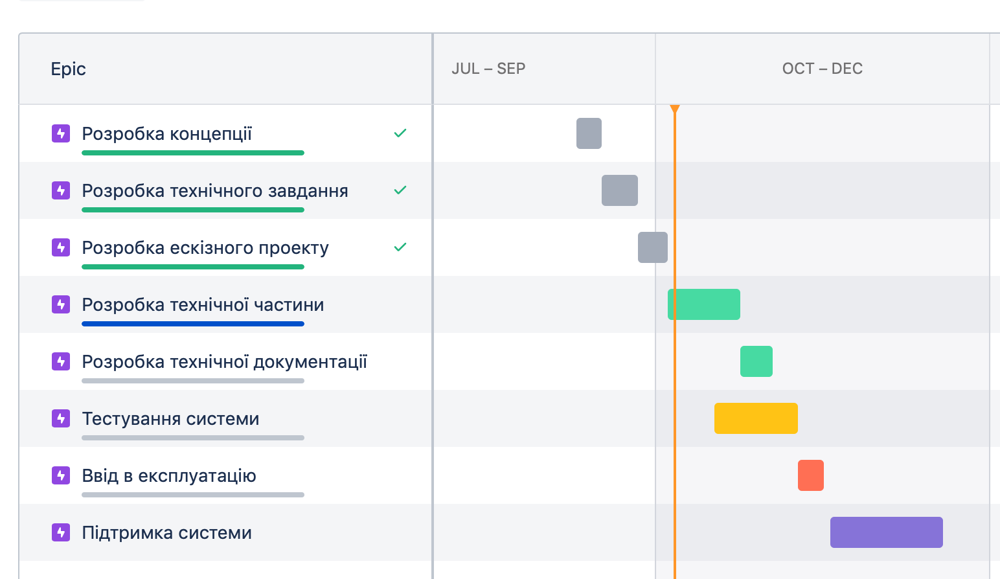 Epic
JUL – SEP
OCT – DEC
Розробка концепції
Розробка технічного завдання
Розробка ескізного проекту
Розробка технічної частини
Розробка технічної документації
Тестування системи
Ввід в експлуатацію
Підтримка системи